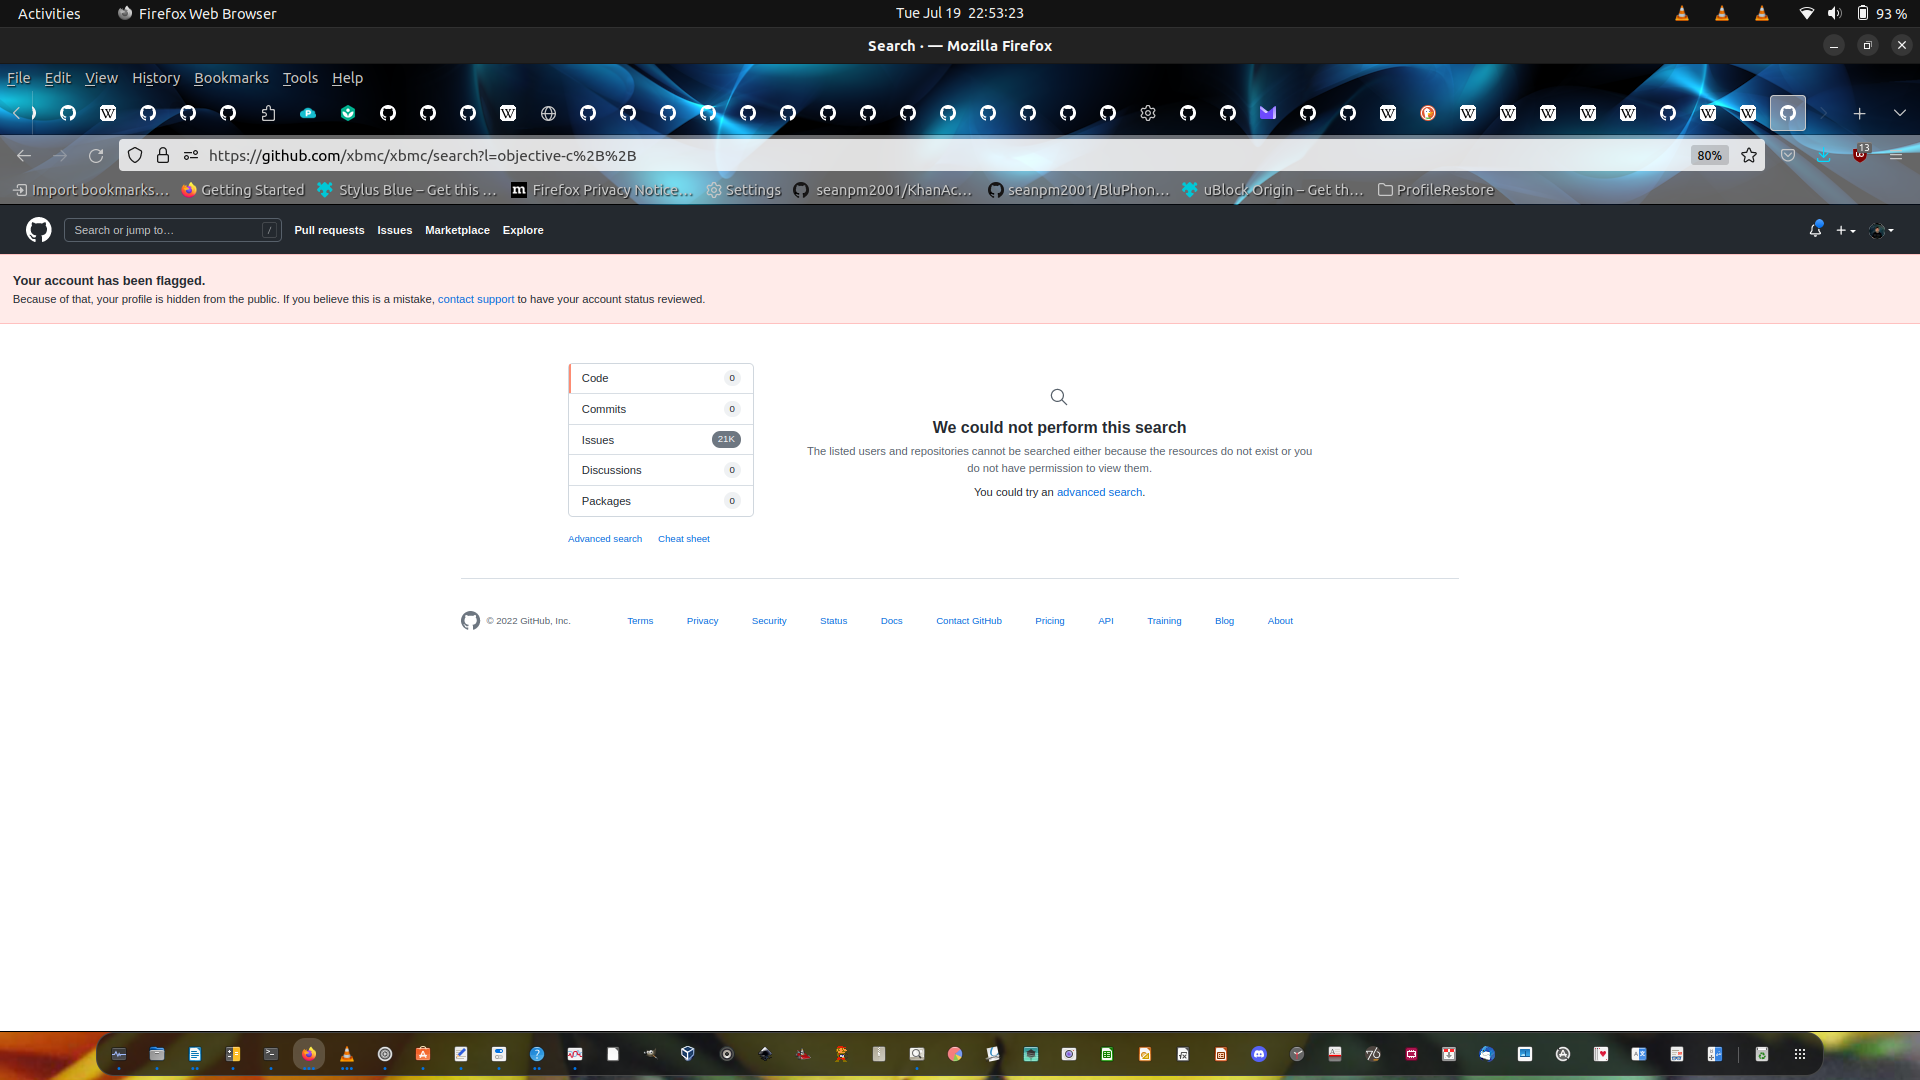 Activities
Firefox Web Browser
Tue Jul 19 22:53:23
93 %
Search · — Mozilla Firefox
File Edit View History Bookmarks Tools Help
https://github.com/xbmc/xbmc/search?l=objective-c%2B%2B
80%
13
Import bookmarks…
Getting Started
Stylus Blue – Get this …
Firefox Privacy Notice…
Settings
seanpm2001/KhanAc…
seanpm2001/BluPhon…
uBlock Origin – Get th…
ProfileRestore
Search or jump to…
/
Pull requests Issues Marketplace Explore
Your account has been flagged.
Because of that, your profile is hidden from the public. If you believe this is a mistake, contact support to have your account status reviewed.
Code 0
Commits 0
Issues 21K
Discussions 0
Packages 0
Advanced search Cheat sheet
We could not perform this search
The listed users and repositories cannot be searched either because the resources do not exist or you
do not have permission to view them.
You could try an advanced search.
© 2022 GitHub, Inc.
Terms Privacy Security Status Docs Contact GitHub Pricing API Training Blog About